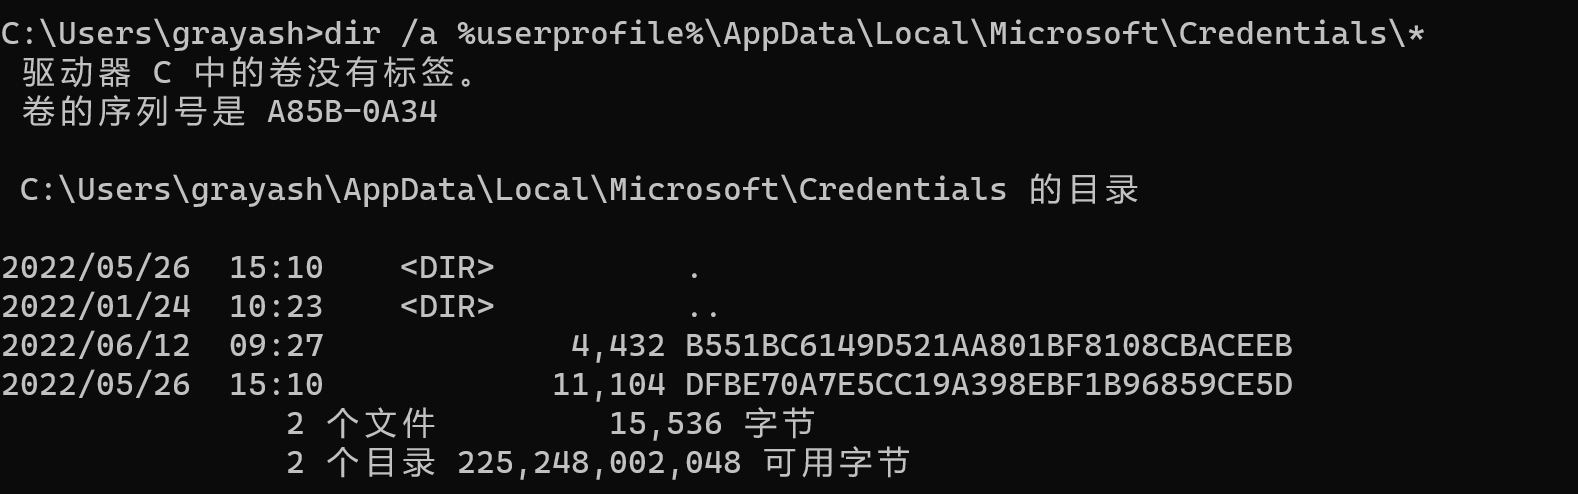 C:\Users\grayash>dir /a %userprofile%\AppData\Local\Microsoft\Credentials\*
驱动器 C 中的卷没有标签。
卷的序列号是 A85B-0A34
C:\Users\grayash\AppData\Local\Microsoft\Credentials 的目录
2022/05/26  15:10    <DIR>          .
2022/01/24  10:23    <DIR>          ..
2022/06/12  09:27             4,432 B551BC6149D521AA801BF8108CBACEEB
2022/05/26  15:10            11,104 DFBE70A7E5CC19A398EBF1B96859CE5D
2 个文件         15,536 字节
2 个目录 225,248,002,048 可用字节